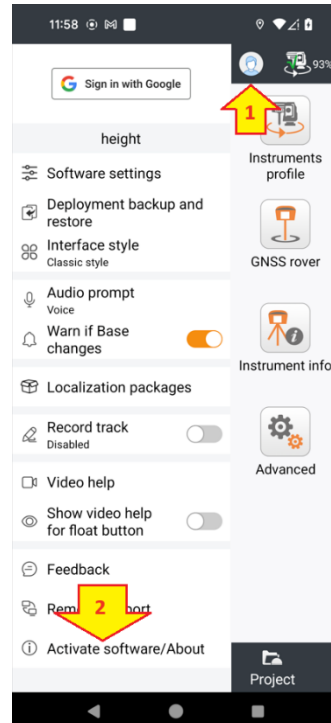 11:58
93%
Sign in with Google
1
height
Instruments
profile
Software settings
Deployment backup and
restore
Interface style
Classic style
GNSS rover
Audio prompt
Voice
Warn if Base
changes
Instrument info
Localization packages
Record track
Disabled
Advanced
Video help
Show video help
for float button
Feedback
2
Activate software/About
Project